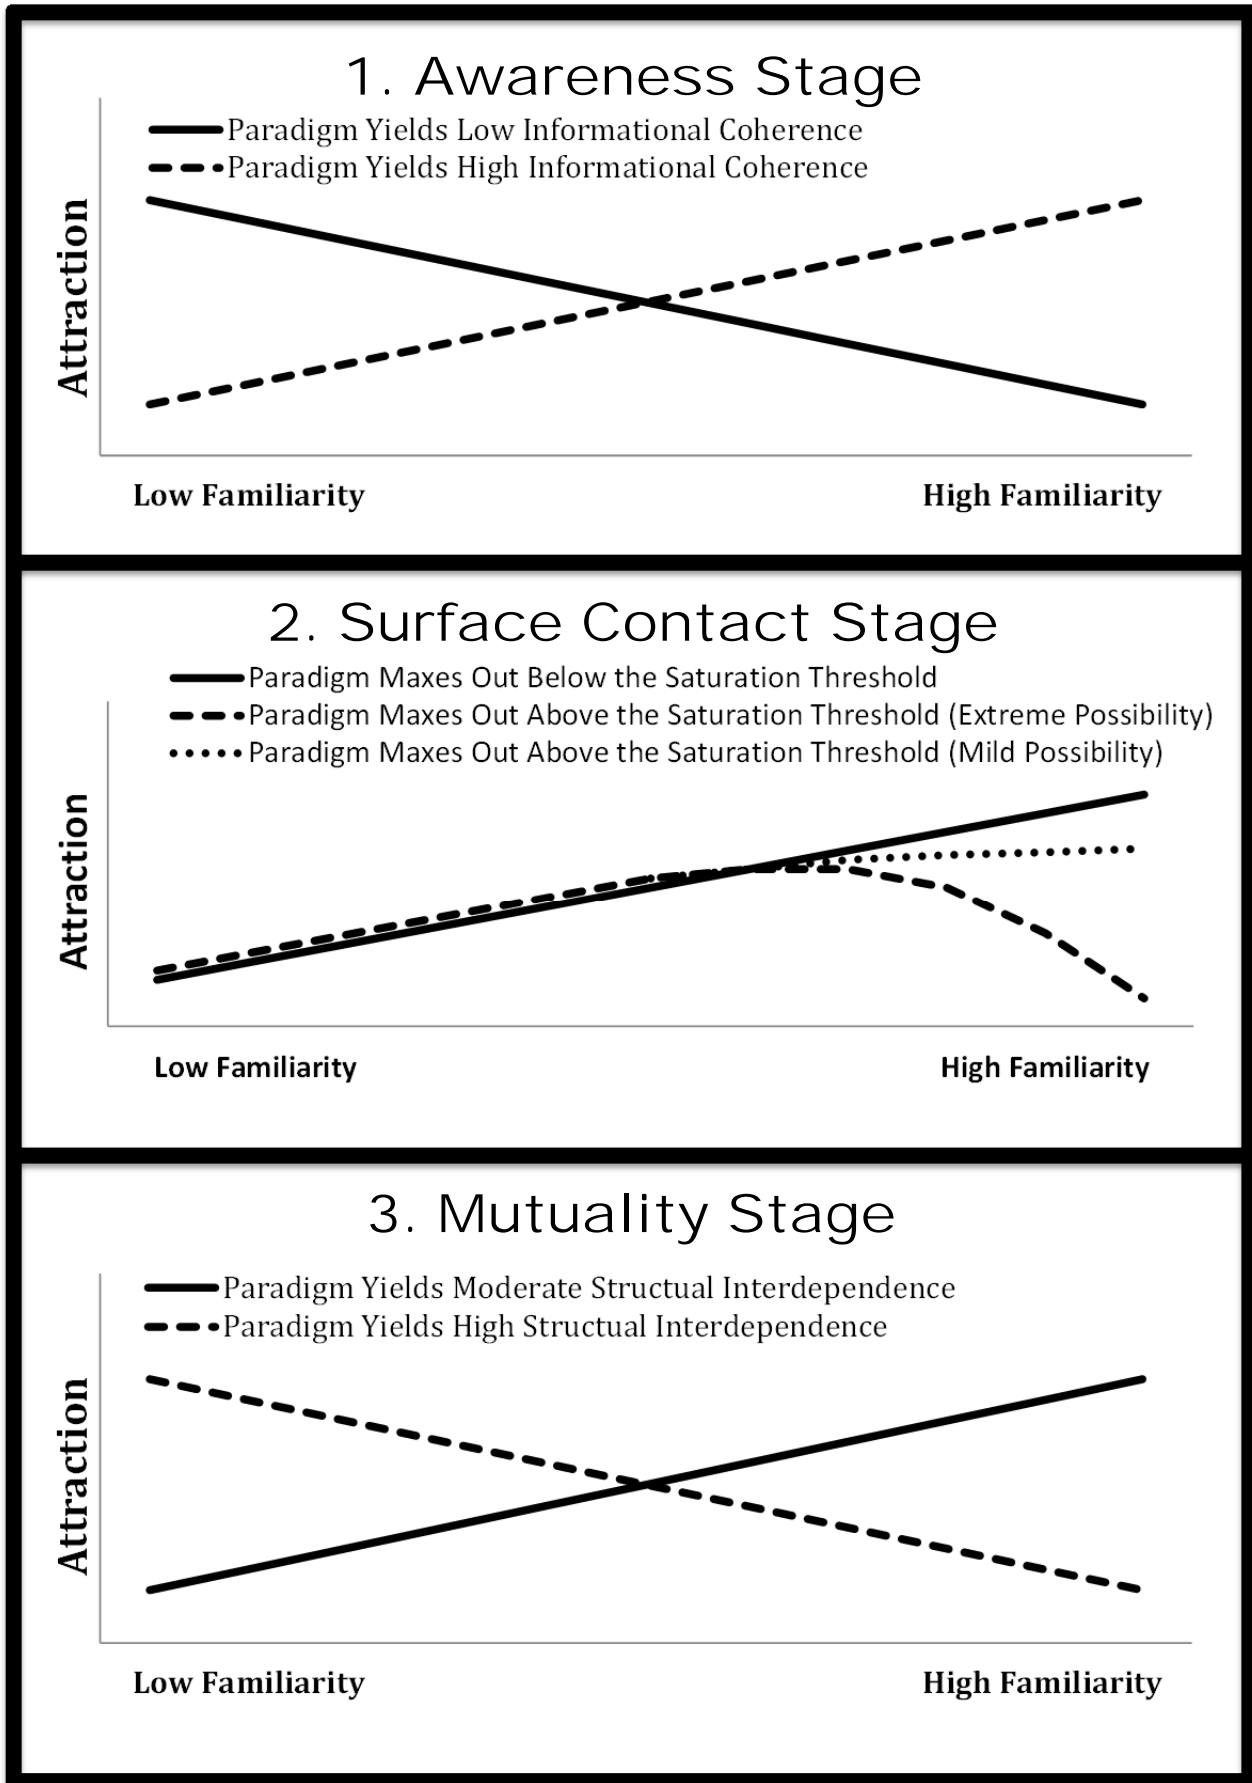 1. Awareness Stage
Paradigm Yields Low Informational Coherence
Paradigm Yields High Informational Coherence
Attraction
Low Familiarity
High Familiarity
2. Surface Contact Stage
Paradigm Maxes Out Below the Saturation Threshold
Paradigm Maxes Out Above the Saturation Threshold (Extreme Possibility)
Paradigm Maxes Out Above the Saturation Threshold (Mild Possibility)
Attraction
Low Familiarity
High Familiarity
3. Mutuality Stage
Paradigm Yields Moderate Structual Interdependence
Paradigm Yields High Structual Interdependence
Attraction
Low Familiarity
High Familiarity